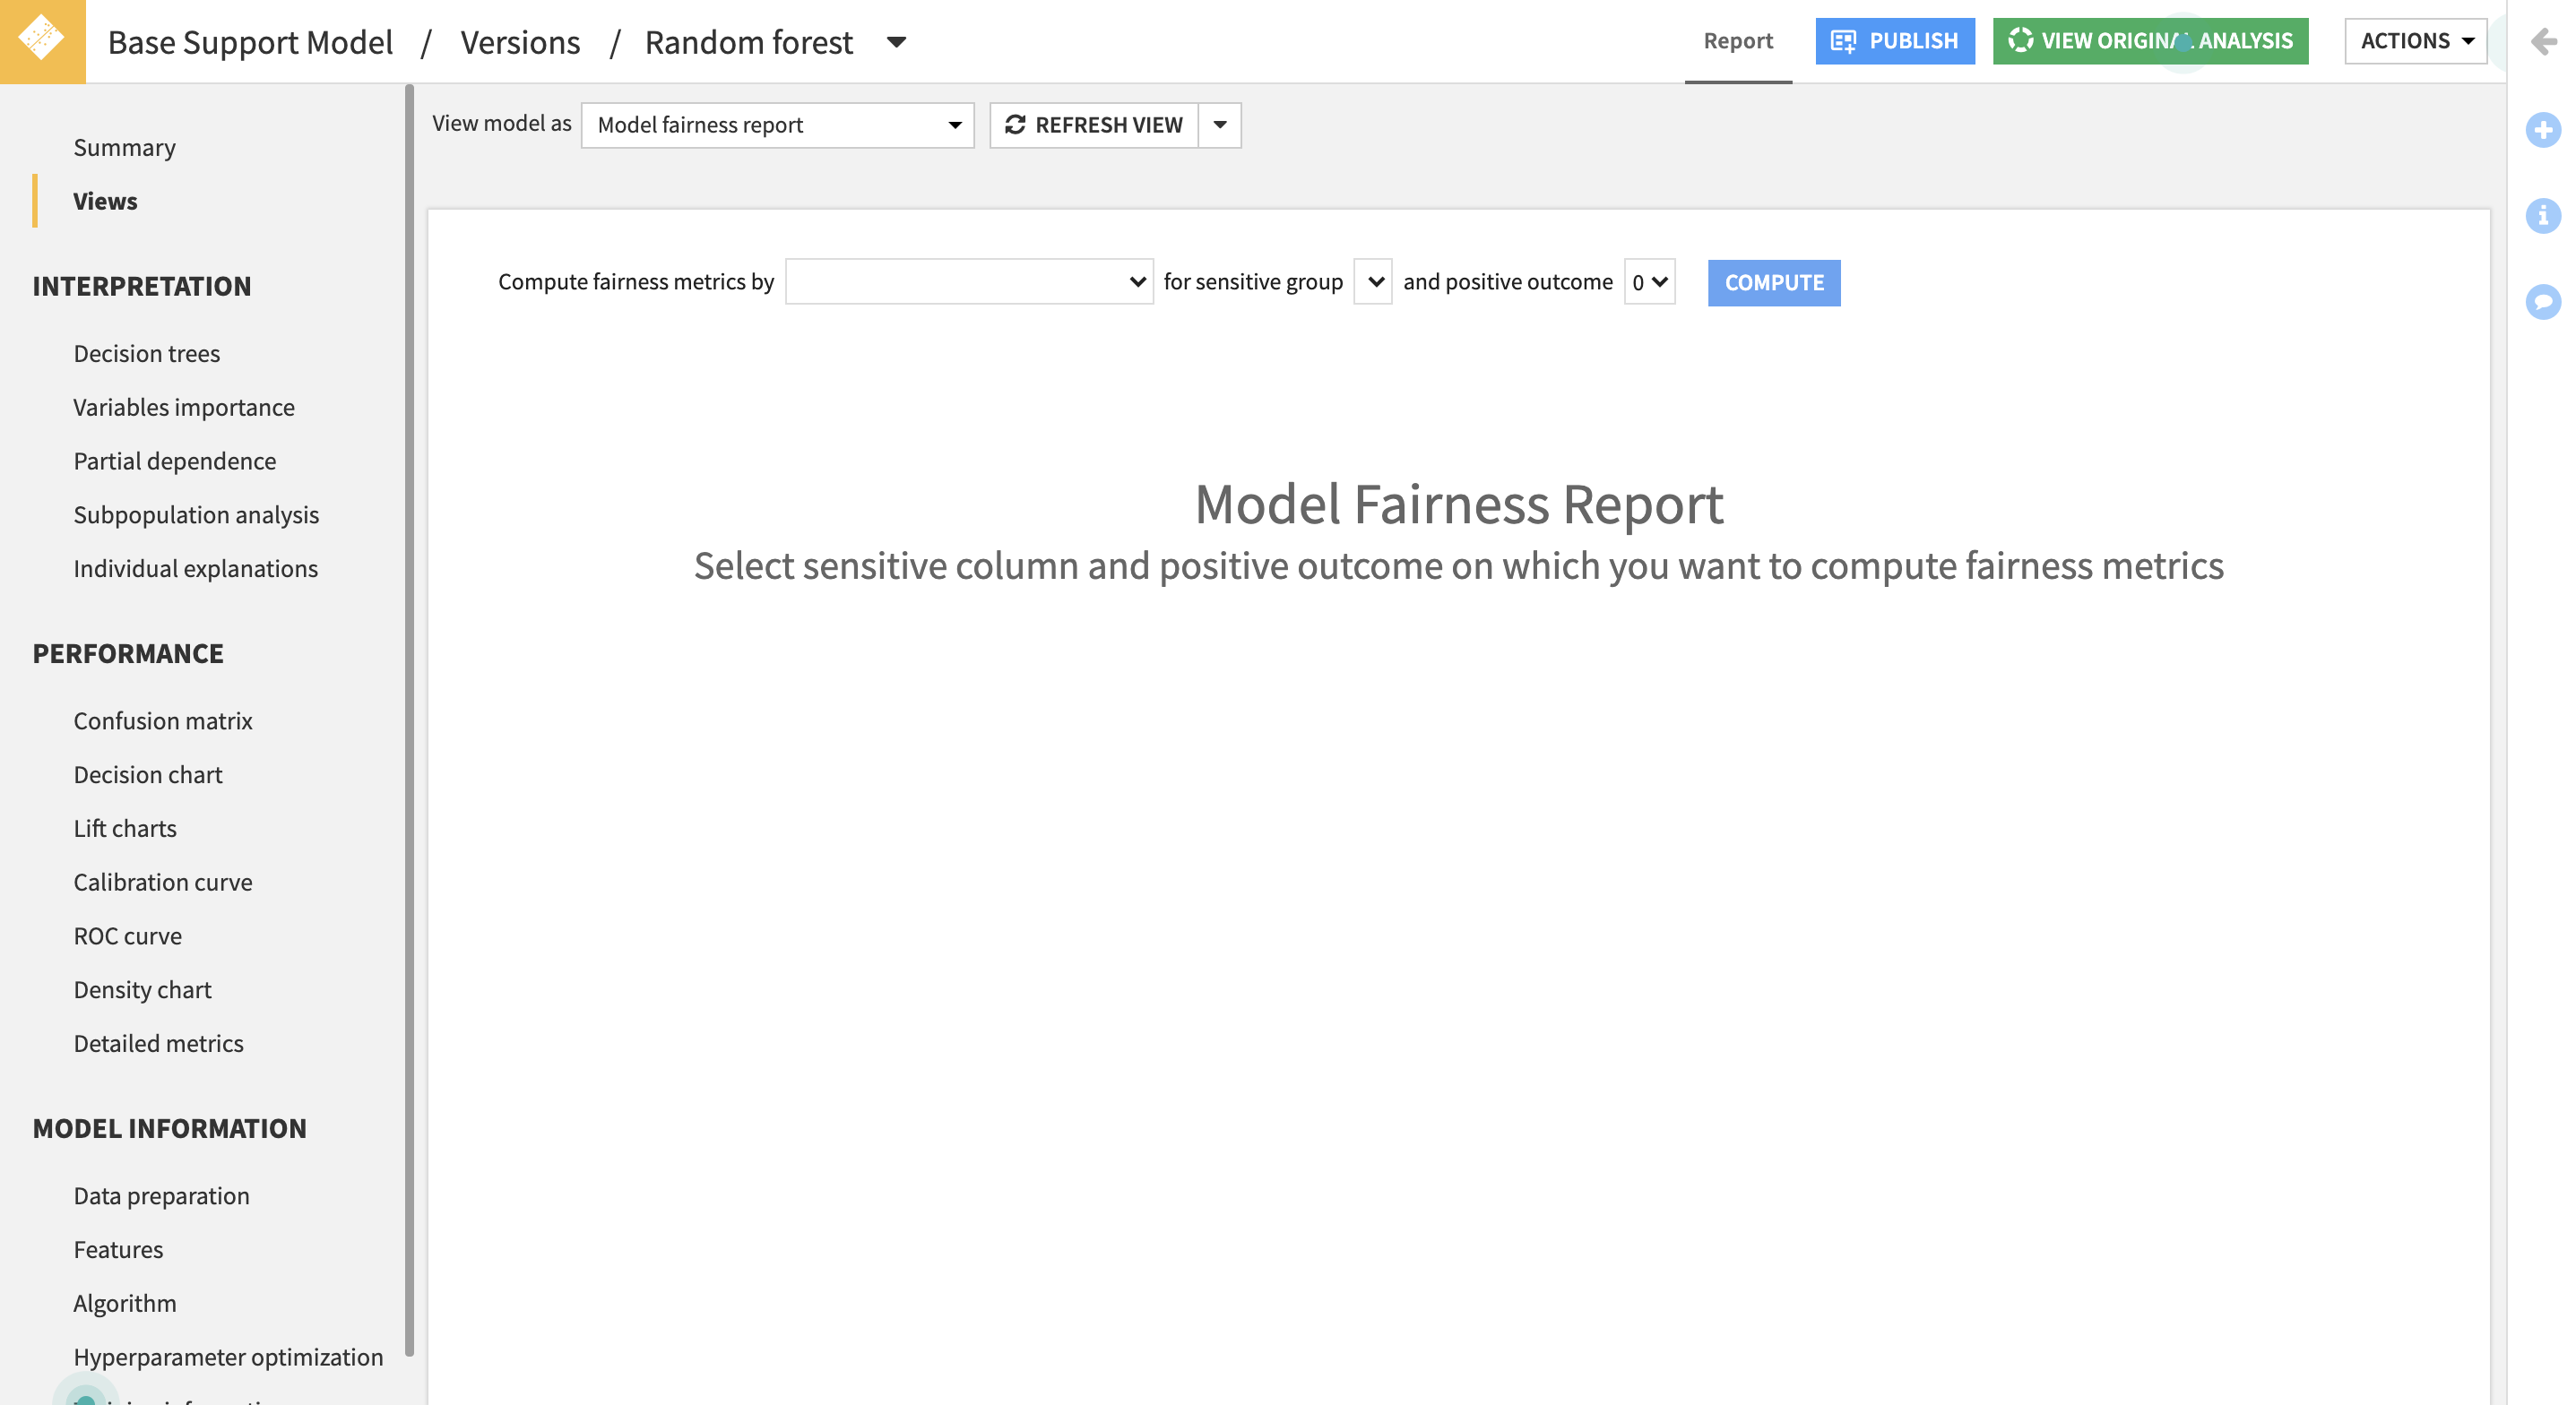 Base Support Model / Versions / Random forest
Report
PUBLISH
VIEW ORIGINAL ANALYSIS
ACTIONS
Summary
Views
INTERPRETATION
Decision trees
Variables importance
Partial dependence
Subpopulation analysis
Individual explanations
PERFORMANCE
Confusion matrix
Decision chart
Lift charts
Calibration curve
ROC curve
Density chart
Detailed metrics
MODEL INFORMATION
Data preparation
Features
Algorithm
Hyperparameter optimization
View model as Model fairness report REFRESH VIEW
Compute fairness metrics by for sensitive group and positive outcome 0 COMPUTE
Model Fairness Report
Select sensitive column and positive outcome on which you want to compute fairness metrics